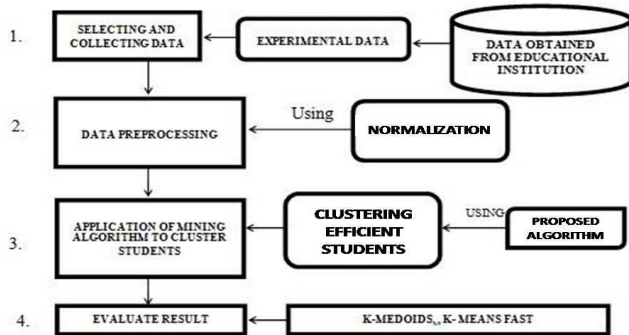 1.
SELECTING AND
COLLECTING DATA
EXPERIMENTAL DATA
DATA OBTAINED
FROM EDUCATIONAL
INSTITUTION
2.
DATA PREPROCESSING
Using
NORMALIZATION
3.
APPLICATION OF MINING
ALGORITHM TO CLUSTER
STUDENTS
CLUSTERING
EFFICIENT
STUDENTS
USING
PROPOSED
ALGORITHM
4.
EVALUATE RESULT
K-MEDOIDS,, K- MEANS FAST